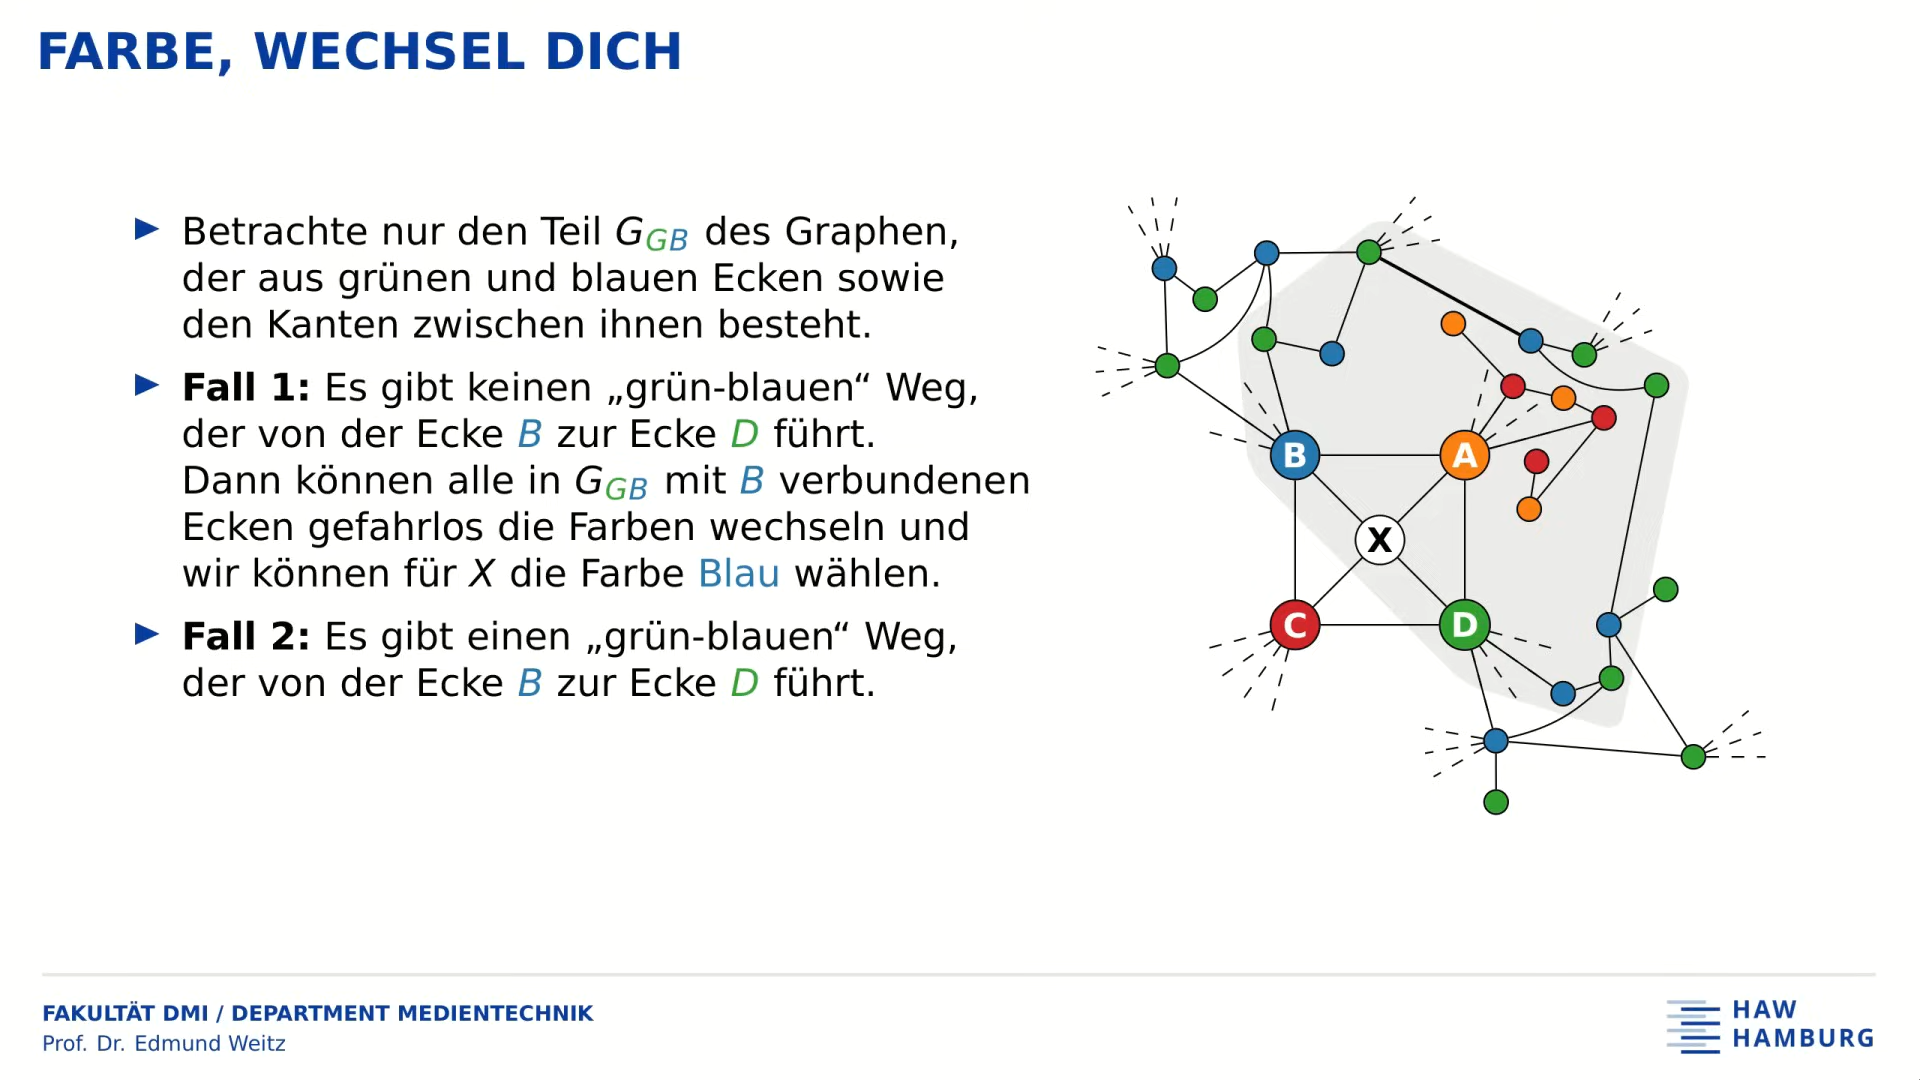 FARBE, WECHSEL DICH
► Betrachte nur den Teil G_GB des Graphen,
der aus grünen und blauen Ecken sowie
den Kanten zwischen ihnen besteht.
► Fall 1: Es gibt keinen „grün-blauen“ Weg,
der von der Ecke B zur Ecke D führt.
Dann können alle in G_GB mit B verbundenen
Ecken gefahrlos die Farben wechseln und
wir können für X die Farbe Blau wählen.
► Fall 2: Es gibt einen „grün-blauen“ Weg,
der von der Ecke B zur Ecke D führt.
B A
X
C D
FAKULTÄT DMI / DEPARTMENT MEDIENTECHNIK
Prof. Dr. Edmund Weitz
HAW
HAMBURG